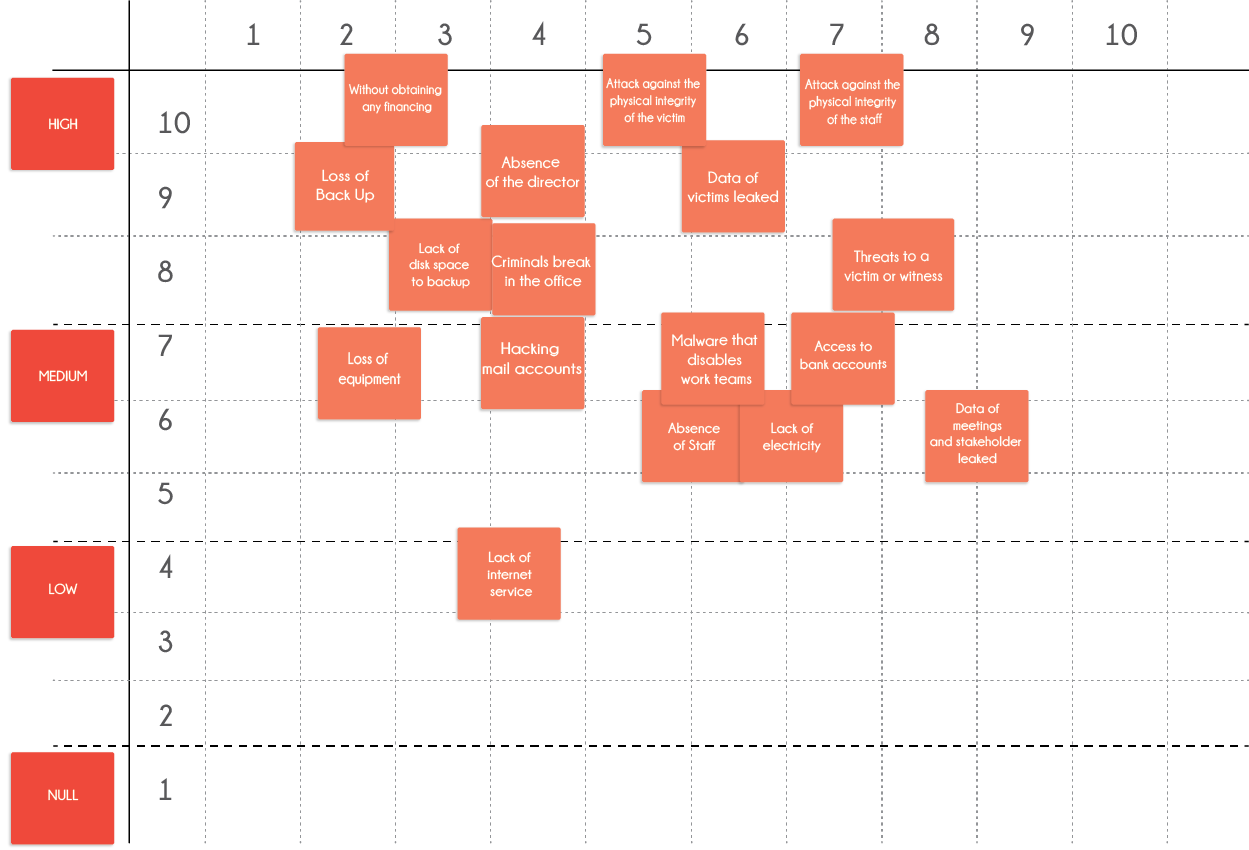 1 2 3 4 5 6 7 8 9 10
HIGH
10
Without obtaining
any financing
Attack against the
physical integrity
of the victim
Attack against the
physical integrity
of the staff
9
Loss of
Back Up
Absence
of the director
Data of
victims leaked
8
Lack of
disk space
to backup
Criminals break
in the office
Threats to a
victim or witness
MEDIUM
7
Loss of
equipment
Hacking
mail accounts
Malware that
disables
work teams
Access to
bank accounts
6
Absence
of Staff
Lack of
electricity
Data of
meetings
and stakeholder
leaked
5
LOW
4
Lack of
internet
service
3
2
NULL
1